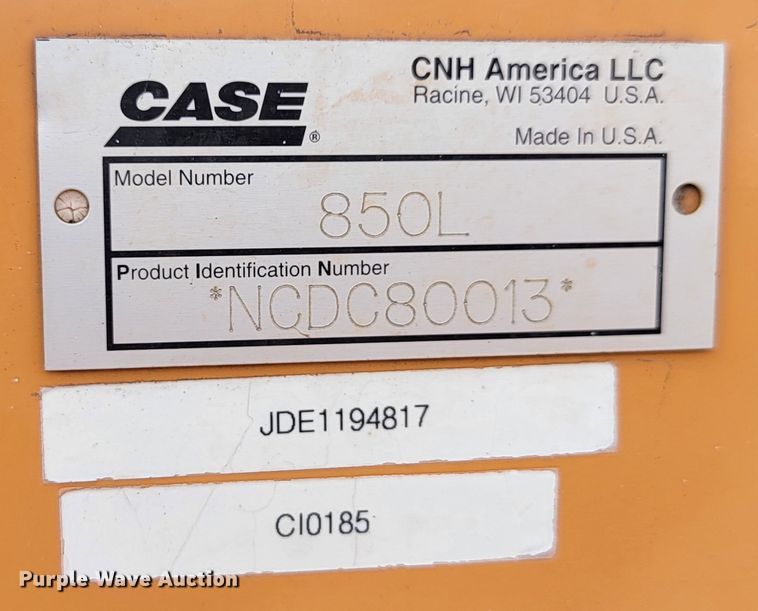 CASE®
CNH America LLC
Racine, WI 53404 U.S.A.
Made In U.S.A.
Model Number
850L
Product Identification Number
*NCDC80013*
JDE1194817
CI0185
Purple Wave Auction